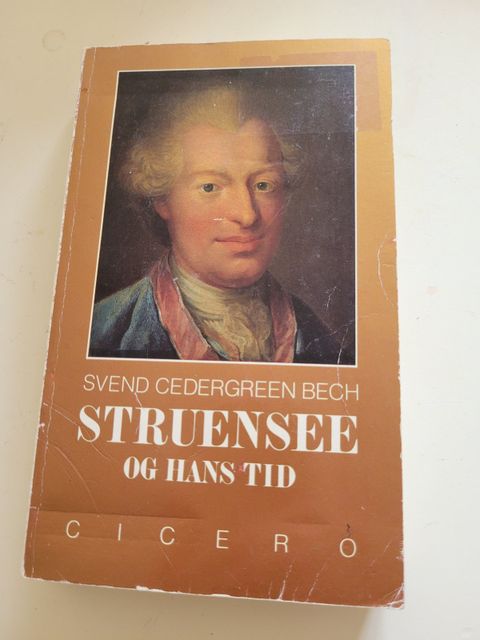 SVEND CEDERGREEN BECH
STRUENSEE
OG HANS TID
CICERO